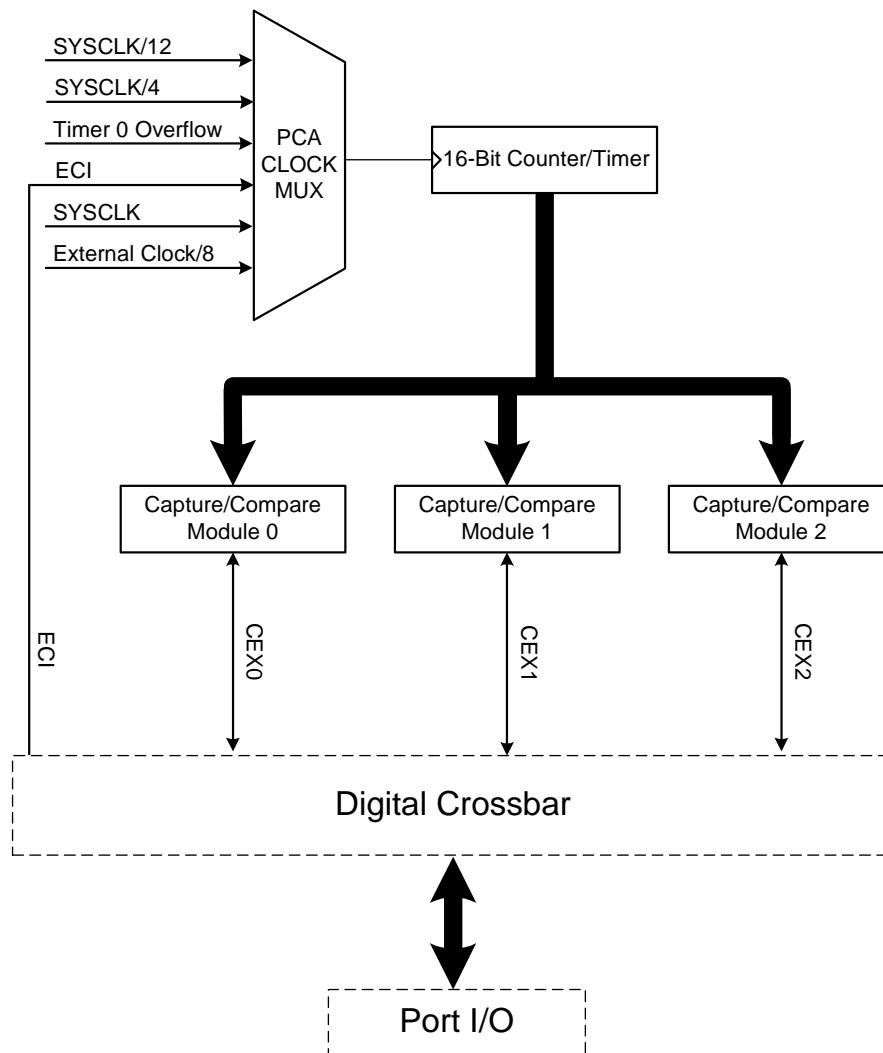 SYSCLK/12
SYSCLK/4
Timer 0 Overflow
ECI
SYSCLK
External Clock/8
PCA
CLOCK
MUX
16-Bit Counter/Timer
Capture/Compare
Module 0
Capture/Compare
Module 1
Capture/Compare
Module 2
ECI
CEX0
CEX1
CEX2
Digital Crossbar
Port I/O